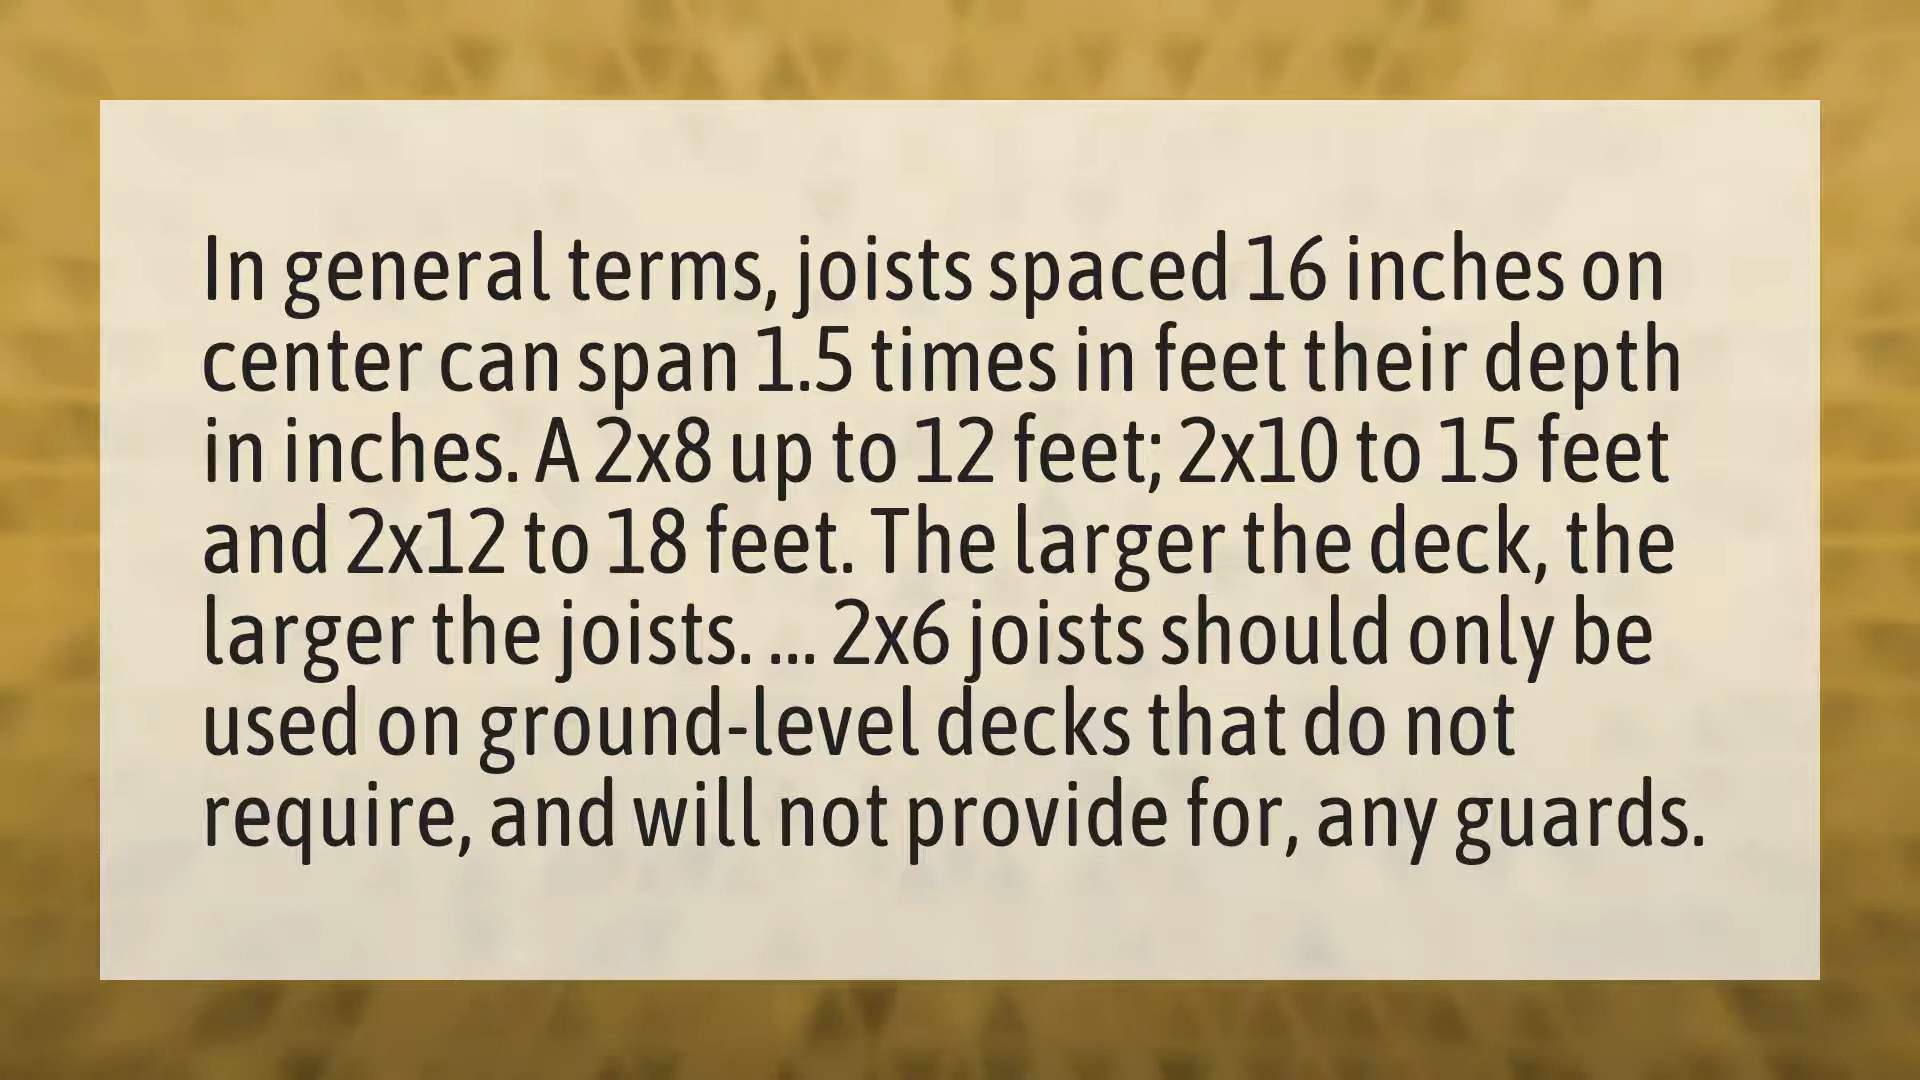 In general terms, joists spaced 16 inches on
center can span 1.5 times in feet their depth
in inches. A 2x8 up to 12 feet; 2x10 to 15 feet
and 2x12 to 18 feet. The larger the deck, the
larger the joists. ... 2x6 joists should only be
used on ground-level decks that do not
require, and will not provide for, any guards.